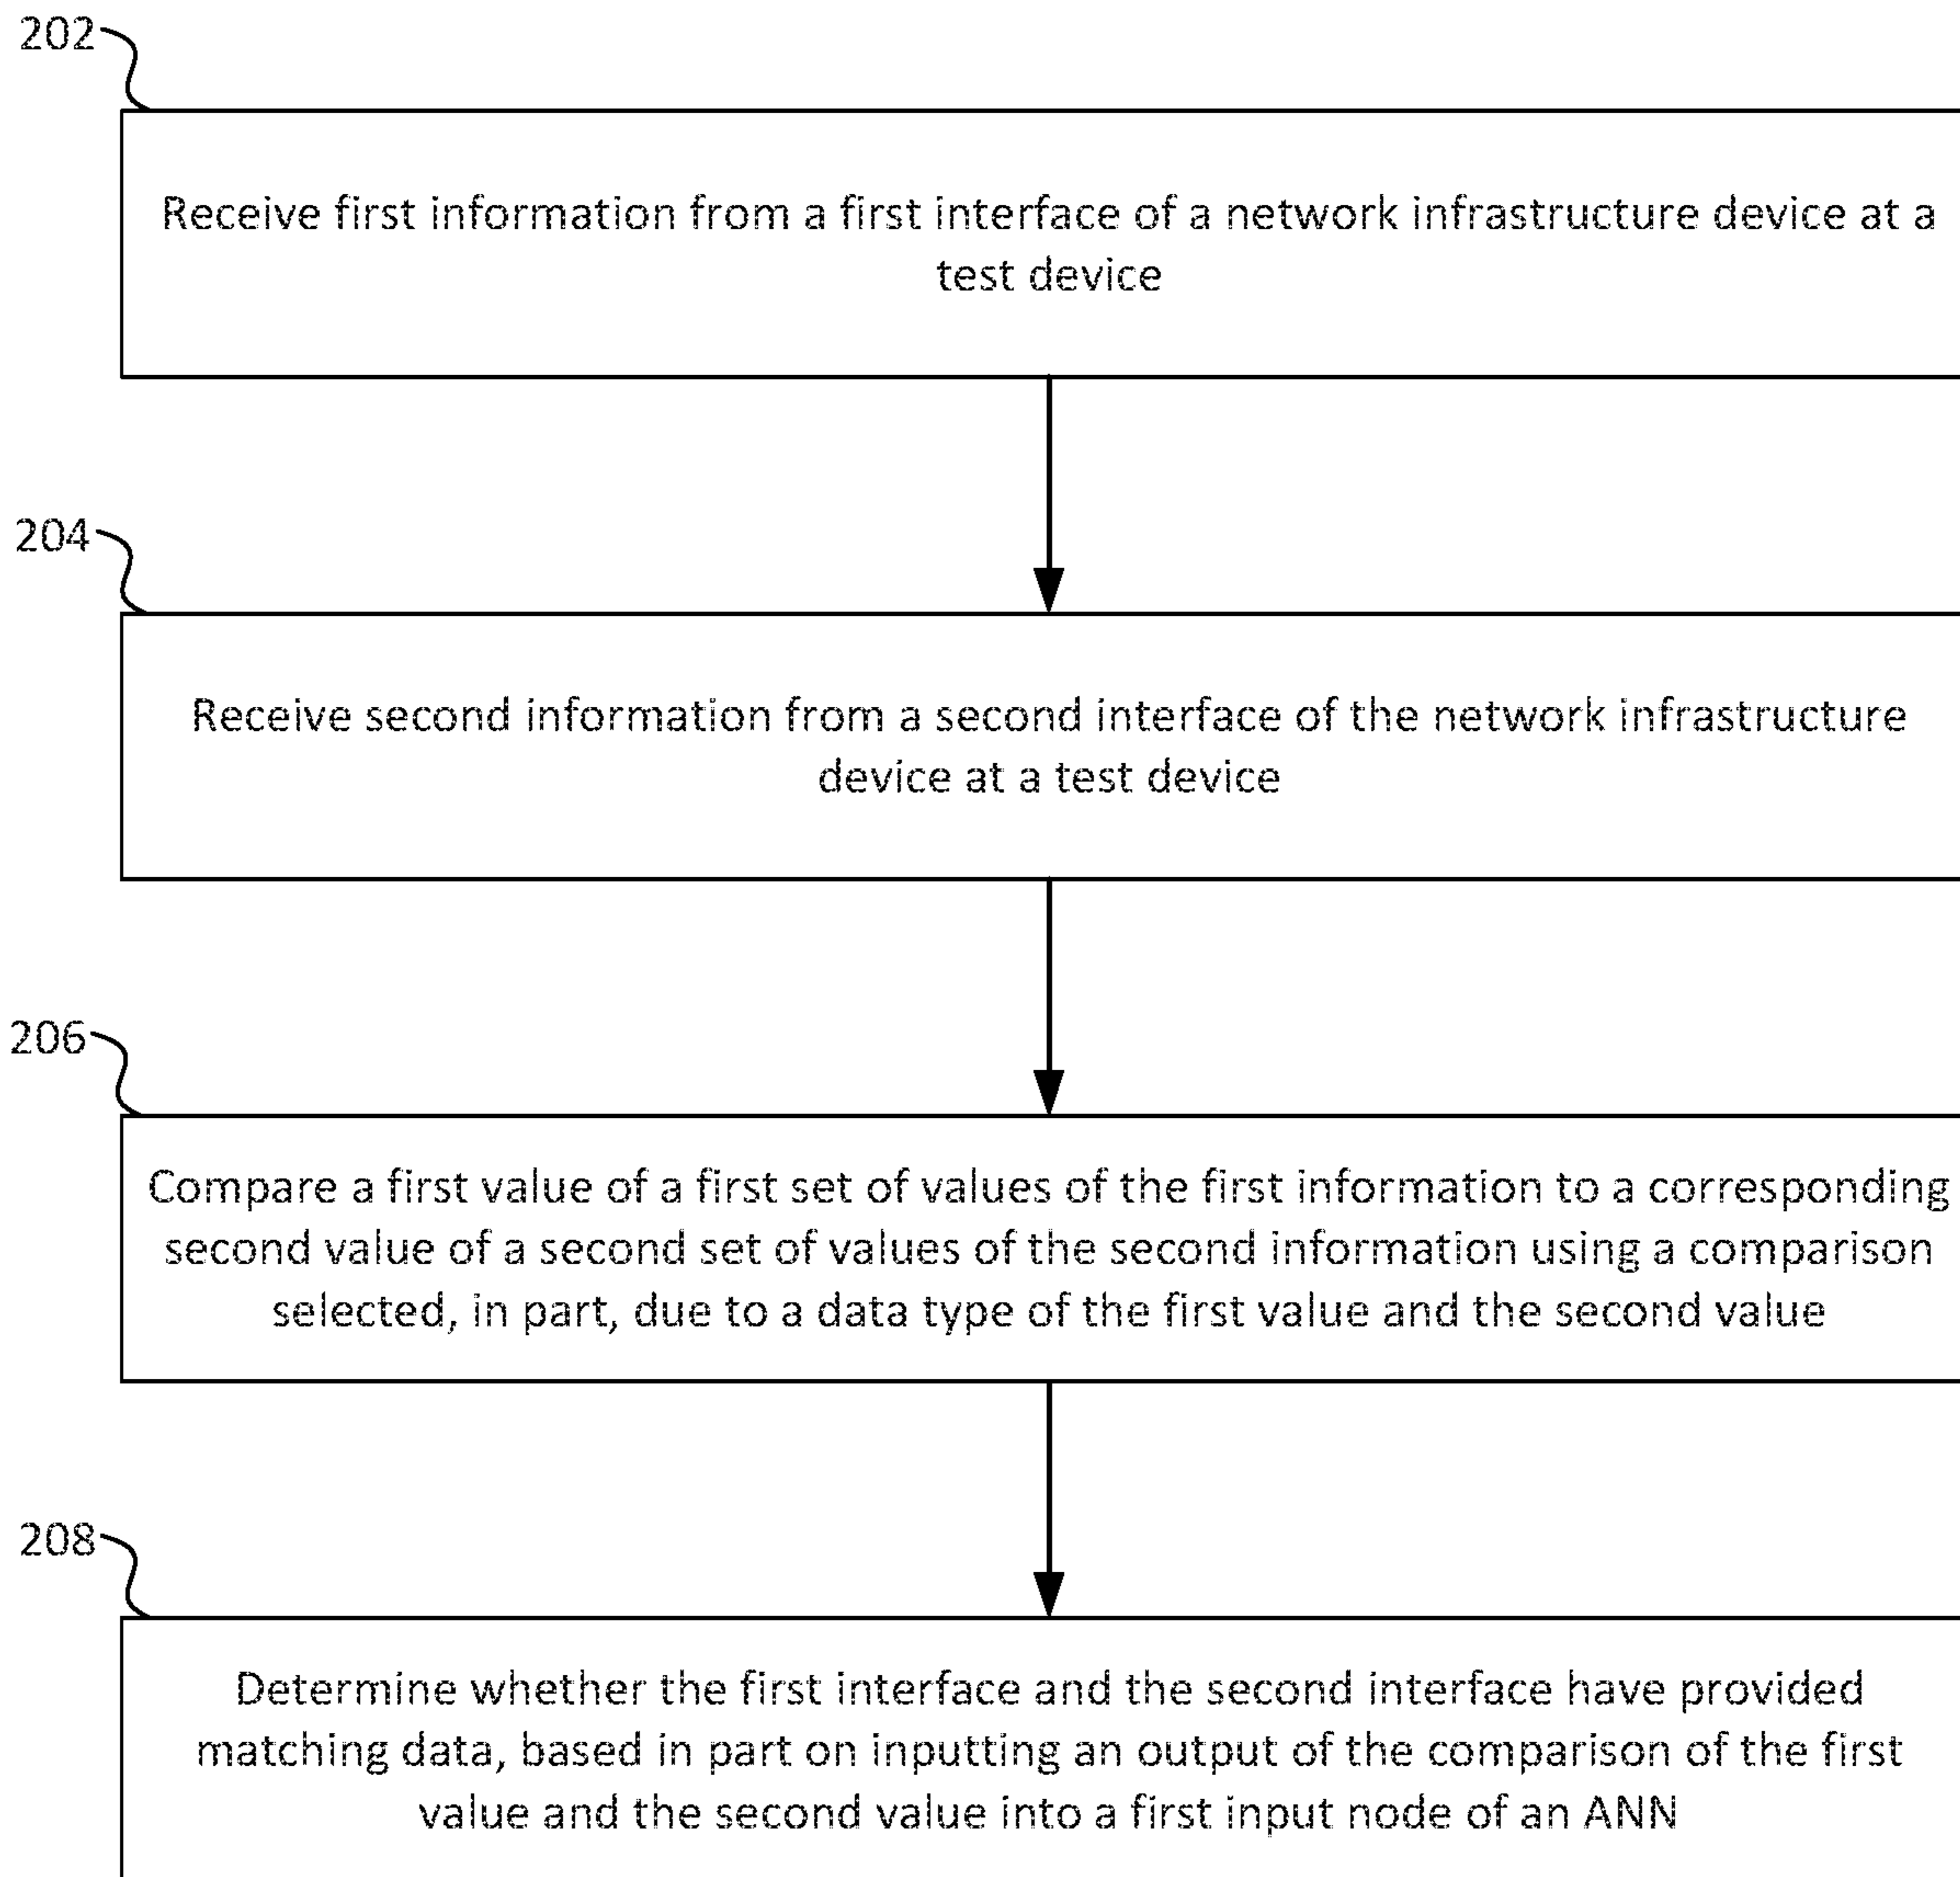 202
Receive first information from a first interface of a network infrastructure device at a
test device
204
Receive second information from a second interface of the network infrastructure
device at a test device
206
Compare a first value of a first set of values of the first information to a corresponding
second value of a second set of values of the second information using a comparison
selected, in part, due to a data type of the first value and the second value
208
Determine whether the first interface and the second interface have provided
matching data, based in part on inputting an output of the comparison of the first
value and the second value into a first input node of an ANN